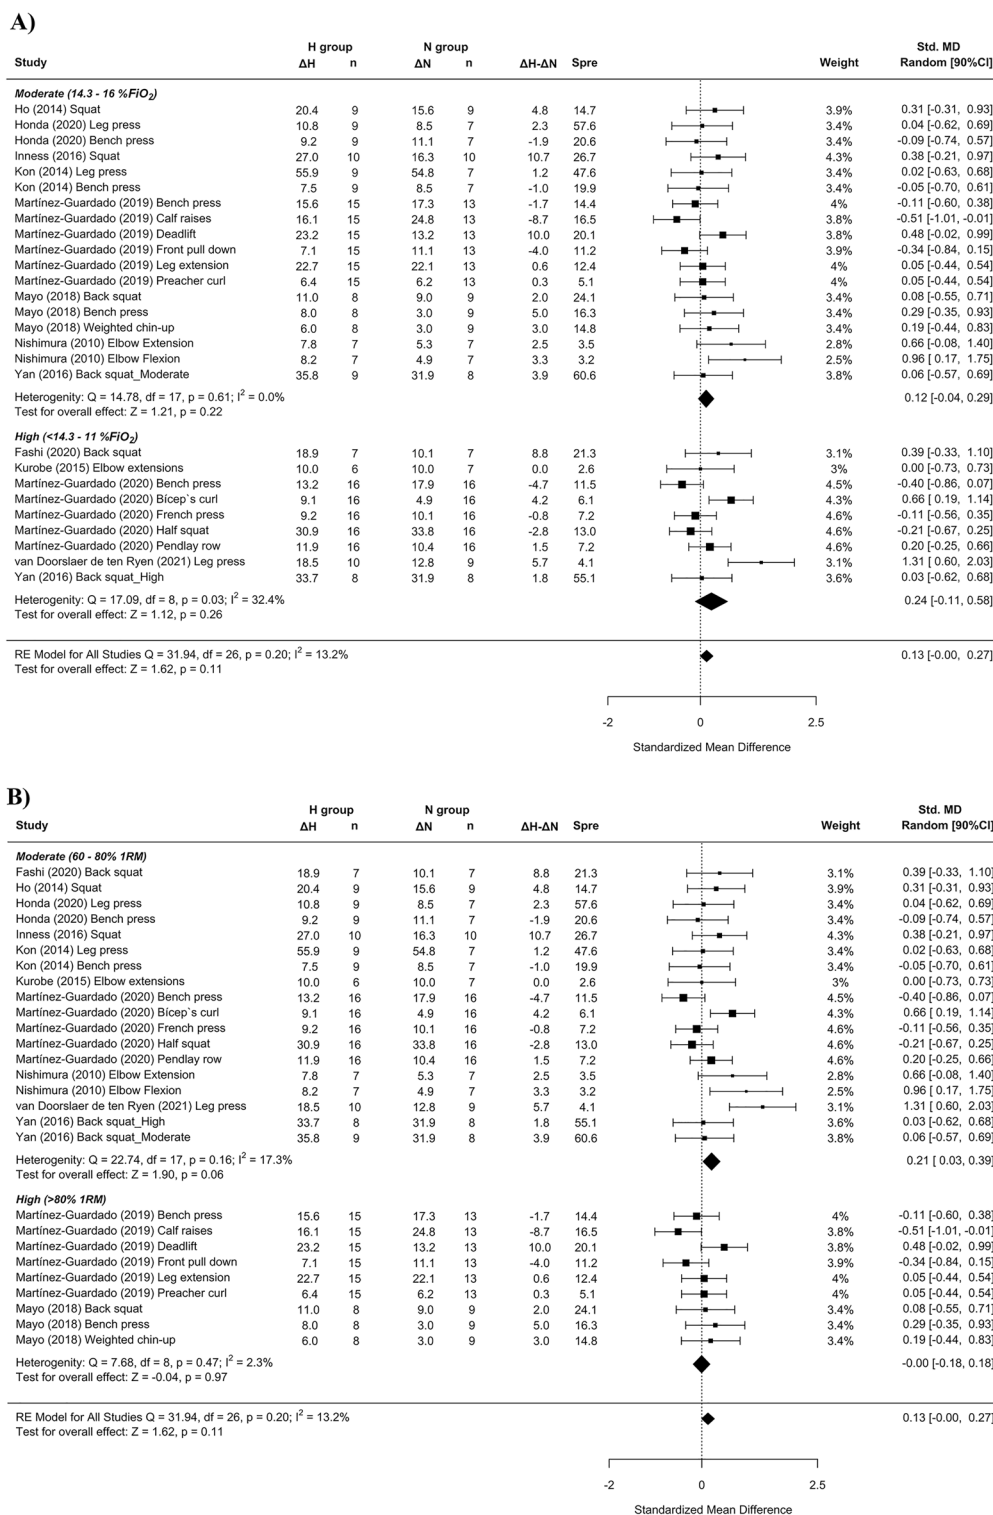 A)
H group N group Std. MD
Study ΔH n ΔN n ΔH-ΔN Spre Weight Random [90%CI]
Moderate (14.3 - 16 %FiO2)
Ho (2014) Squat 20.4 9 15.6 9 4.8 14.7 3.9% 0.31 [-0.31, 0.93]
Honda (2020) Leg press 10.8 9 8.5 7 2.3 57.6 3.4% 0.04 [-0.62, 0.69]
Honda (2020) Bench press 9.2 9 11.1 7 -1.9 20.6 3.4% -0.09 [-0.74, 0.57]
Inness (2016) Squat 27.0 10 16.3 10 10.7 26.7 4.3% 0.38 [-0.21, 0.97]
Kon (2014) Leg press 55.9 9 54.8 7 1.2 47.6 3.4% 0.02 [-0.63, 0.68]
Kon (2014) Bench press 7.5 9 8.5 7 -1.0 19.9 3.4% -0.05 [-0.70, 0.61]
Martínez-Guardado (2019) Bench press 15.6 15 17.3 13 -1.7 14.4 4% -0.11 [-0.60, 0.38]
Martínez-Guardado (2019) Calf raises 16.1 15 24.8 13 -8.7 16.5 3.8% -0.51 [-1.01, -0.01]
Martínez-Guardado (2019) Deadlift 23.2 15 13.2 13 10.0 20.1 3.8% 0.48 [-0.02, 0.99]
Martínez-Guardado (2019) Front pull down 7.1 15 11.1 13 -4.0 11.2 3.9% -0.34 [-0.84, 0.15]
Martínez-Guardado (2019) Leg extension 22.7 15 22.1 13 0.6 12.4 4% 0.05 [-0.44, 0.54]
Martínez-Guardado (2019) Preacher curl 6.4 15 6.2 13 0.3 5.1 4% 0.05 [-0.44, 0.54]
Mayo (2018) Back squat 11.0 8 9.0 9 2.0 24.1 3.4% 0.08 [-0.55, 0.71]
Mayo (2018) Bench press 8.0 8 3.0 9 5.0 16.3 3.4% 0.29 [-0.35, 0.93]
Mayo (2018) Weighted chin-up 6.0 8 3.0 9 3.0 14.8 3.4% 0.19 [-0.44, 0.83]
Nishimura (2010) Elbow Extension 7.8 7 5.3 7 2.5 3.5 2.8% 0.66 [-0.08, 1.40]
Nishimura (2010) Elbow Flexion 8.2 7 4.9 7 3.3 3.2 2.5% 0.96 [ 0.17, 1.75]
Yan (2016) Back squat_Moderate 35.8 9 31.9 8 3.9 60.6 3.8% 0.06 [-0.57, 0.69]
Heterogenity: Q = 14.78, df = 17, p = 0.61; I2 = 0.0% 0.12 [-0.04, 0.29]
Test for overall effect: Z = 1.21, p = 0.22
High (<14.3 - 11 %FiO2)
Fashi (2020) Back squat 18.9 7 10.1 7 8.8 21.3 3.1% 0.39 [-0.33, 1.10]
Kurobe (2015) Elbow extensions 10.0 6 10.0 7 0.0 2.6 3% 0.00 [-0.73, 0.73]
Martínez-Guardado (2020) Bench press 13.2 16 17.9 16 -4.7 11.5 4.5% -0.40 [-0.86, 0.07]
Martínez-Guardado (2020) Bícep`s curl 9.1 16 4.9 16 4.2 6.1 4.3% 0.66 [ 0.19, 1.14]
Martínez-Guardado (2020) French press 9.2 16 10.1 16 -0.8 7.2 4.6% -0.11 [-0.56, 0.35]
Martínez-Guardado (2020) Half squat 30.9 16 33.8 16 -2.8 13.0 4.6% -0.21 [-0.67, 0.25]
Martínez-Guardado (2020) Pendlay row 11.9 16 10.4 16 1.5 7.2 4.6% 0.20 [-0.25, 0.66]
van Doorslaer de ten Ryen (2021) Leg press 18.5 10 12.8 9 5.7 4.1 3.1% 1.31 [ 0.60, 2.03]
Yan (2016) Back squat_High 33.7 8 31.9 8 1.8 55.1 3.6% 0.03 [-0.62, 0.68]
Heterogenity: Q = 17.09, df = 8, p = 0.03; I2 = 32.4% 0.24 [-0.11, 0.58]
Test for overall effect: Z = 1.12, p = 0.26
RE Model for All Studies Q = 31.94, df = 26, p = 0.20; I2 = 13.2% 0.13 [-0.00, 0.27]
Test for overall effect: Z = 1.62, p = 0.11
-2 0 2.5
Standardized Mean Difference
B)
H group N group Std. MD
Study ΔH n ΔN n ΔH-ΔN Spre Weight Random [90%CI]
Moderate (60 - 80% 1RM)
Fashi (2020) Back squat 18.9 7 10.1 7 8.8 21.3 3.1% 0.39 [-0.33, 1.10]
Ho (2014) Squat 20.4 9 15.6 9 4.8 14.7 3.9% 0.31 [-0.31, 0.93]
Honda (2020) Leg press 10.8 9 8.5 7 2.3 57.6 3.4% 0.04 [-0.62, 0.69]
Honda (2020) Bench press 9.2 9 11.1 7 -1.9 20.6 3.4% -0.09 [-0.74, 0.57]
Inness (2016) Squat 27.0 10 16.3 10 10.7 26.7 4.3% 0.38 [-0.21, 0.97]
Kon (2014) Leg press 55.9 9 54.8 7 1.2 47.6 3.4% 0.02 [-0.63, 0.68]
Kon (2014) Bench press 7.5 9 8.5 7 -1.0 19.9 3.4% -0.05 [-0.70, 0.61]
Kurobe (2015) Elbow extensions 10.0 6 10.0 7 0.0 2.6 3% 0.00 [-0.73, 0.73]
Martínez-Guardado (2020) Bench press 13.2 16 17.9 16 -4.7 11.5 4.5% -0.40 [-0.86, 0.07]
Martínez-Guardado (2020) Bícep`s curl 9.1 16 4.9 16 4.2 6.1 4.3% 0.66 [ 0.19, 1.14]
Martínez-Guardado (2020) French press 9.2 16 10.1 16 -0.8 7.2 4.6% -0.11 [-0.56, 0.35]
Martínez-Guardado (2020) Half squat 30.9 16 33.8 16 -2.8 13.0 4.6% -0.21 [-0.67, 0.25]
Martínez-Guardado (2020) Pendlay row 11.9 16 10.4 16 1.5 7.2 4.6% 0.20 [-0.25, 0.66]
Nishimura (2010) Elbow Extension 7.8 7 5.3 7 2.5 3.5 2.8% 0.66 [-0.08, 1.40]
Nishimura (2010) Elbow Flexion 8.2 7 4.9 7 3.3 3.2 2.5% 0.96 [ 0.17, 1.75]
van Doorslaer de ten Ryen (2021) Leg press 18.5 10 12.8 9 5.7 4.1 3.1% 1.31 [ 0.60, 2.03]
Yan (2016) Back squat_High 33.7 8 31.9 8 1.8 55.1 3.6% 0.03 [-0.62, 0.68]
Yan (2016) Back squat_Moderate 35.8 9 31.9 8 3.9 60.6 3.8% 0.06 [-0.57, 0.69]
Heterogenity: Q = 22.74, df = 17, p = 0.16; I2 = 17.3% 0.21 [ 0.03, 0.39]
Test for overall effect: Z = 1.90, p = 0.06
High (>80% 1RM)
Martínez-Guardado (2019) Bench press 15.6 15 17.3 13 -1.7 14.4 4% -0.11 [-0.60, 0.38]
Martínez-Guardado (2019) Calf raises 16.1 15 24.8 13 -8.7 16.5 3.8% -0.51 [-1.01, -0.01]
Martínez-Guardado (2019) Deadlift 23.2 15 13.2 13 10.0 20.1 3.8% 0.48 [-0.02, 0.99]
Martínez-Guardado (2019) Front pull down 7.1 15 11.1 13 -4.0 11.2 3.9% -0.34 [-0.84, 0.15]
Martínez-Guardado (2019) Leg extension 22.7 15 22.1 13 0.6 12.4 4% 0.05 [-0.44, 0.54]
Martínez-Guardado (2019) Preacher curl 6.4 15 6.2 13 0.3 5.1 4% 0.05 [-0.44, 0.54]
Mayo (2018) Back squat 11.0 8 9.0 9 2.0 24.1 3.4% 0.08 [-0.55, 0.71]
Mayo (2018) Bench press 8.0 8 3.0 9 5.0 16.3 3.4% 0.29 [-0.35, 0.93]
Mayo (2018) Weighted chin-up 6.0 8 3.0 9 3.0 14.8 3.4% 0.19 [-0.44, 0.83]
Heterogenity: Q = 7.68, df = 8, p = 0.47; I2 = 2.3% -0.00 [-0.18, 0.18]
Test for overall effect: Z = -0.04, p = 0.97
RE Model for All Studies Q = 31.94, df = 26, p = 0.20; I2 = 13.2% 0.13 [-0.00, 0.27]
Test for overall effect: Z = 1.62, p = 0.11
-2 0 2.5
Standardized Mean Difference